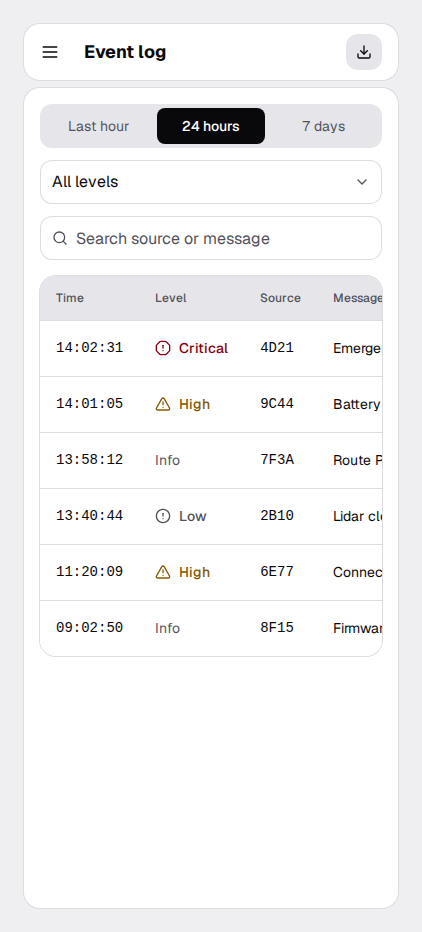 Event log
Last hour 24 hours 7 days
All levels
Search source or message
Time Level Source Message
14:02:31 Critical 4D21 Emerge
14:01:05 High 9C44 Battery
13:58:12 Info 7F3A Route P
13:40:44 Low 2B10 Lidar cl
11:20:09 High 6E77 Connec
09:02:50 Info 8F15 Firmwar